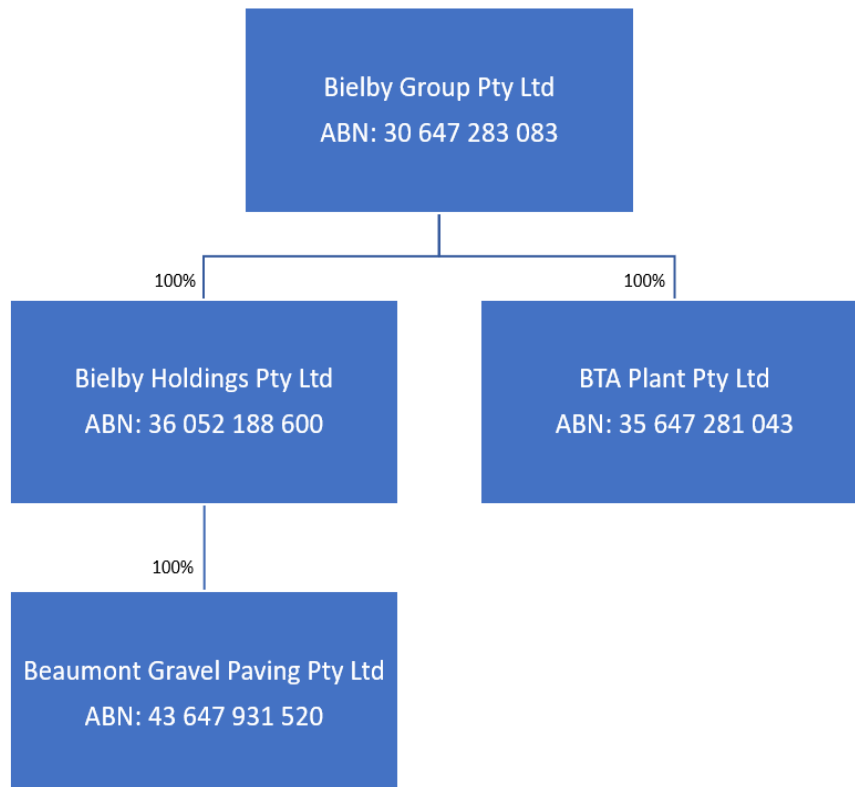 Bielby Group Pty Ltd
ABN: 30 647 283 083
100%
100%
Bielby Holdings Pty Ltd
ABN: 36 052 188 600
BTA Plant Pty Ltd
ABN: 35 647 281 043
100%
Beaumont Gravel Paving Pty Ltd
ABN: 43 647 931 520